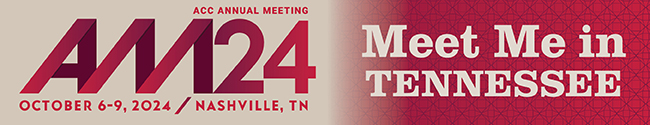 ACC ANNUAL MEETING
AM24
OCTOBER 6-9, 2024 / NASHVILLE, TN
Meet Me in
TENNESSEE